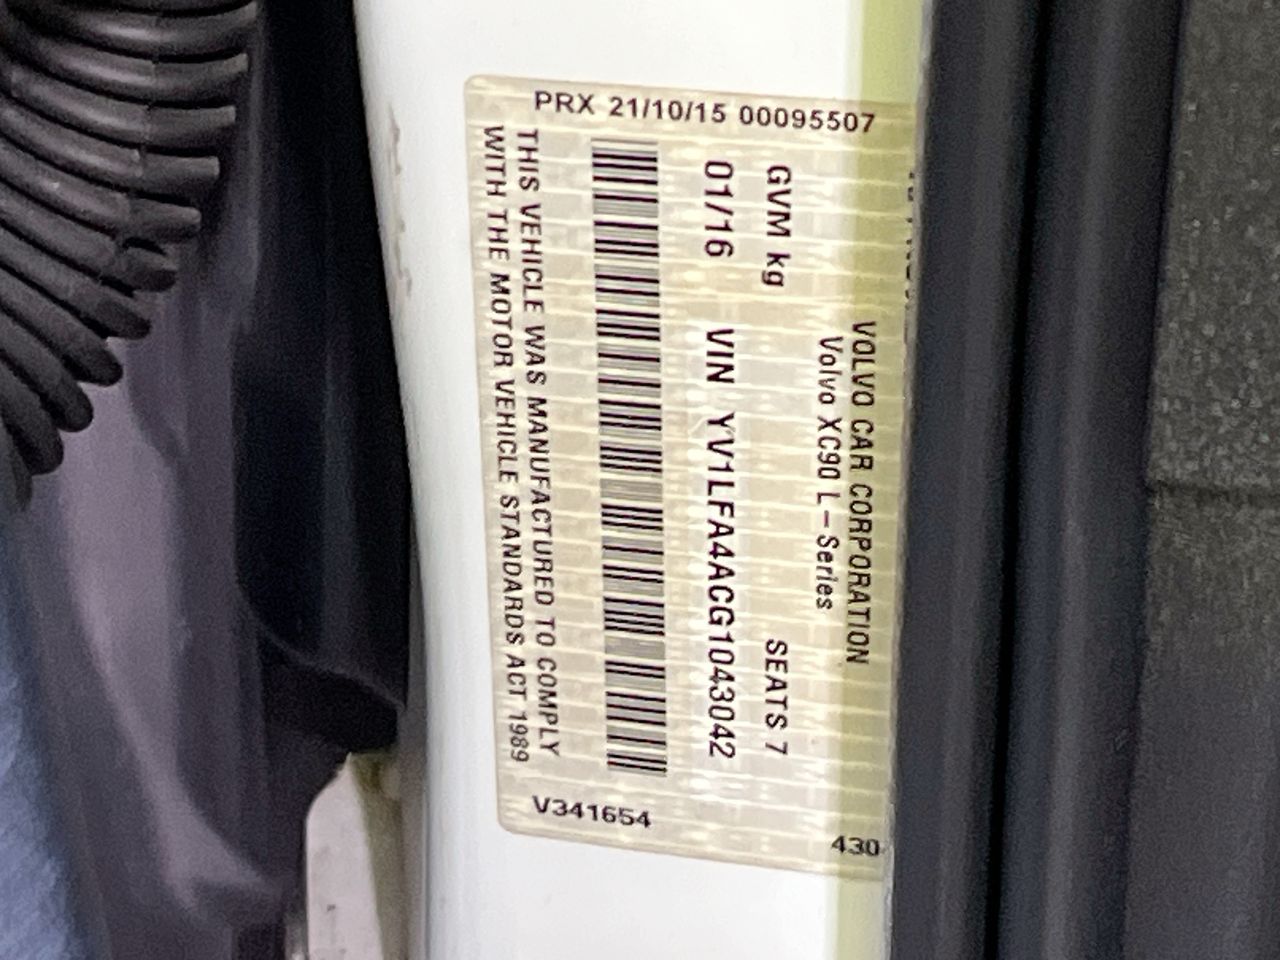 PRX 21/10/15 00095507
VOLVO CAR CORPORATION
Volvo XC90 L-Series
GVM kg SEATS 7
01/16 VIN YV1LFA4ACG1043042
THIS VEHICLE WAS MANUFACTURED TO COMPLY
WITH THE MOTOR VEHICLE STANDARDS ACT 1989
V341654
430